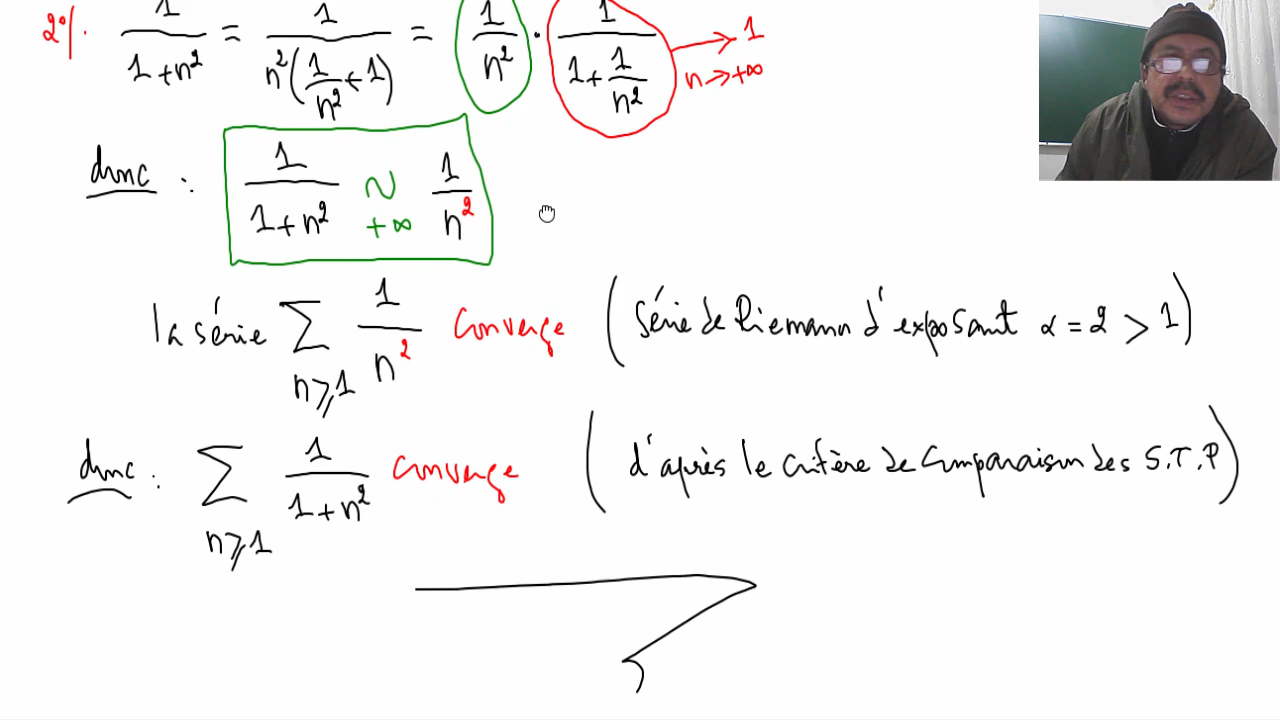 2°/. 1/(1+n²) = 1/(n²(1/n²+1)) = 1/n² · 1/(1+1/n²) → 1 n→+∞
donc : 1/(1+n²) ~ +∞ 1/n²
la série ∑ n⩾1 1/n² converge (Série de Riemann d'exposant α = 2 > 1)
donc : ∑ n⩾1 1/(1+n²) converge (d'après le critère de Comparaison des S.T.P)